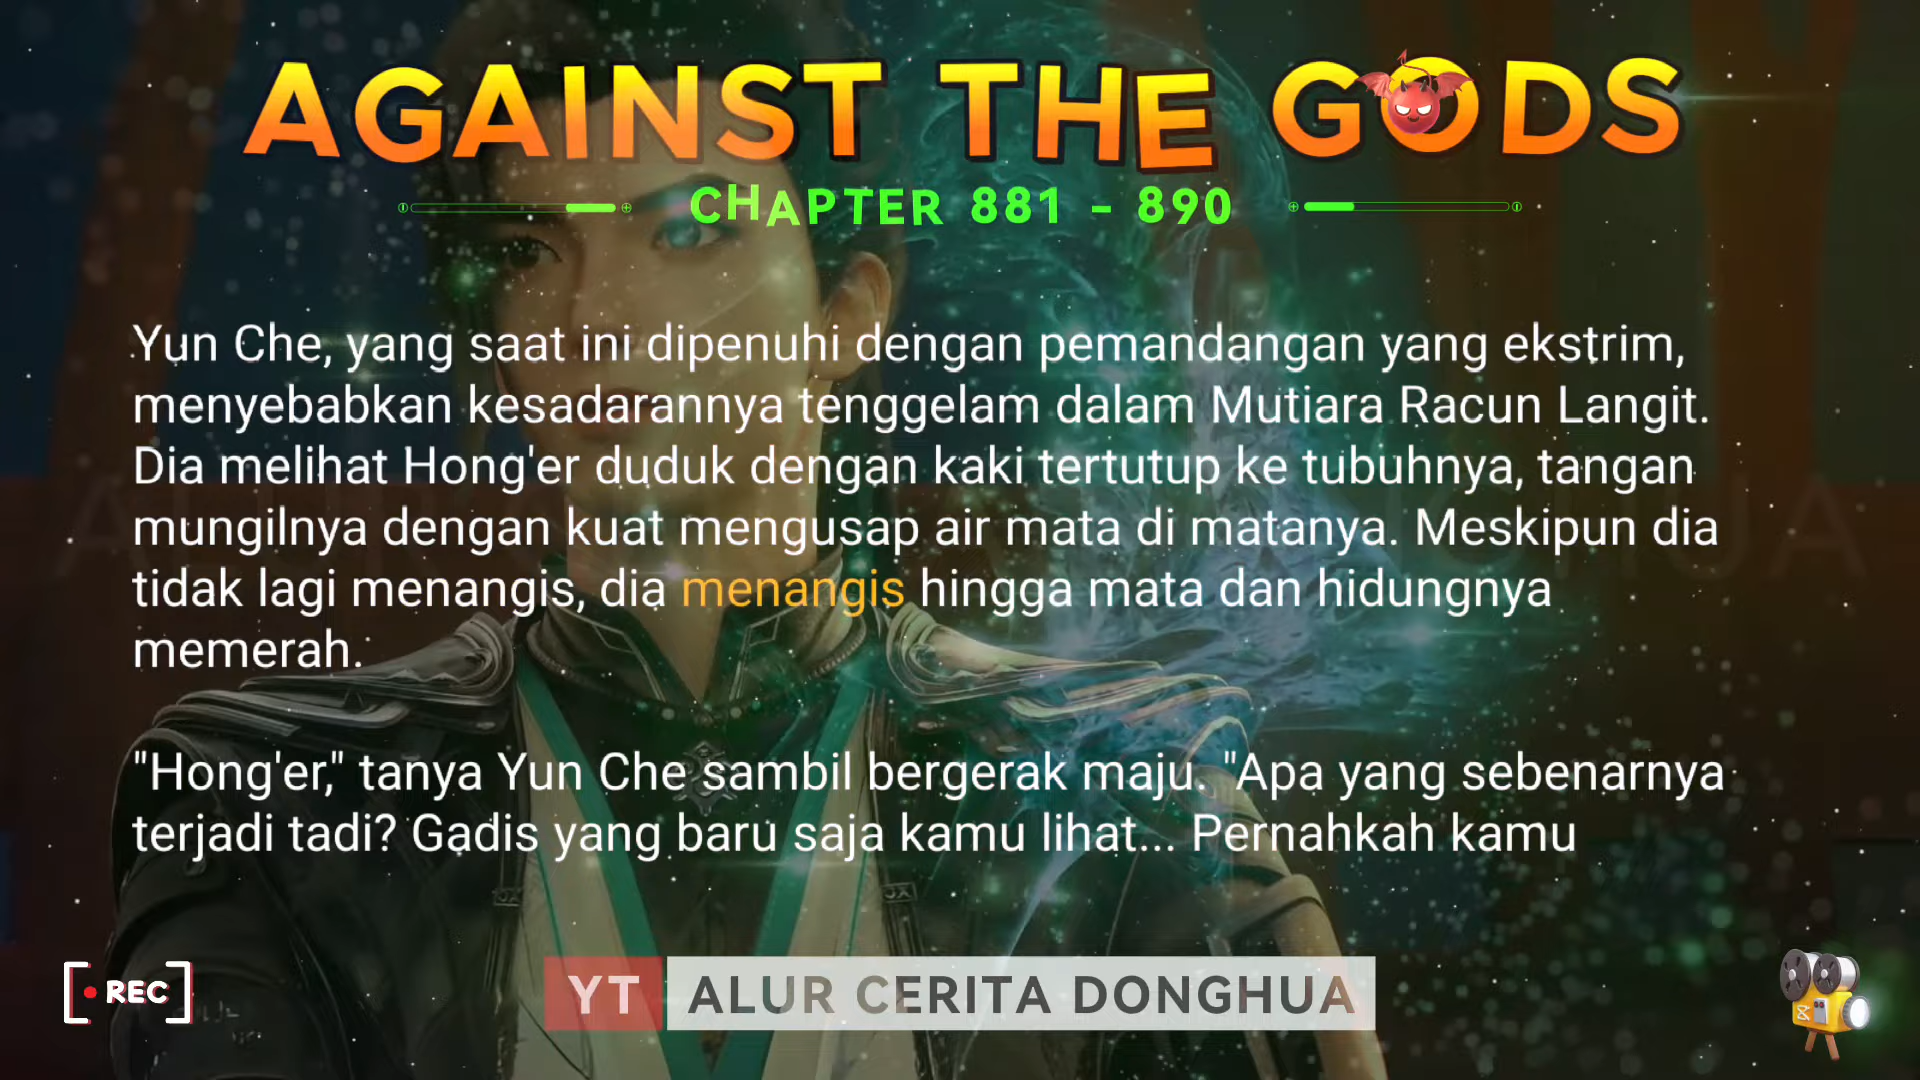 AGAINST THE GODS
CHAPTER 881 - 890
Yun Che, yang saat ini dipenuhi dengan pemandangan yang ekstrim,
menyebabkan kesadarannya tenggelam dalam Mutiara Racun Langit.
Dia melihat Hong'er duduk dengan kaki tertutup ke tubuhnya, tangan
mungilnya dengan kuat mengusap air mata di matanya. Meskipun dia
tidak lagi menangis, dia menangis hingga mata dan hidungnya
memerah.
"Hong'er," tanya Yun Che sambil bergerak maju. "Apa yang sebenarnya
terjadi tadi? Gadis yang baru saja kamu lihat... Pernahkah kamu
REC
YT ALUR CERITA DONGHUA